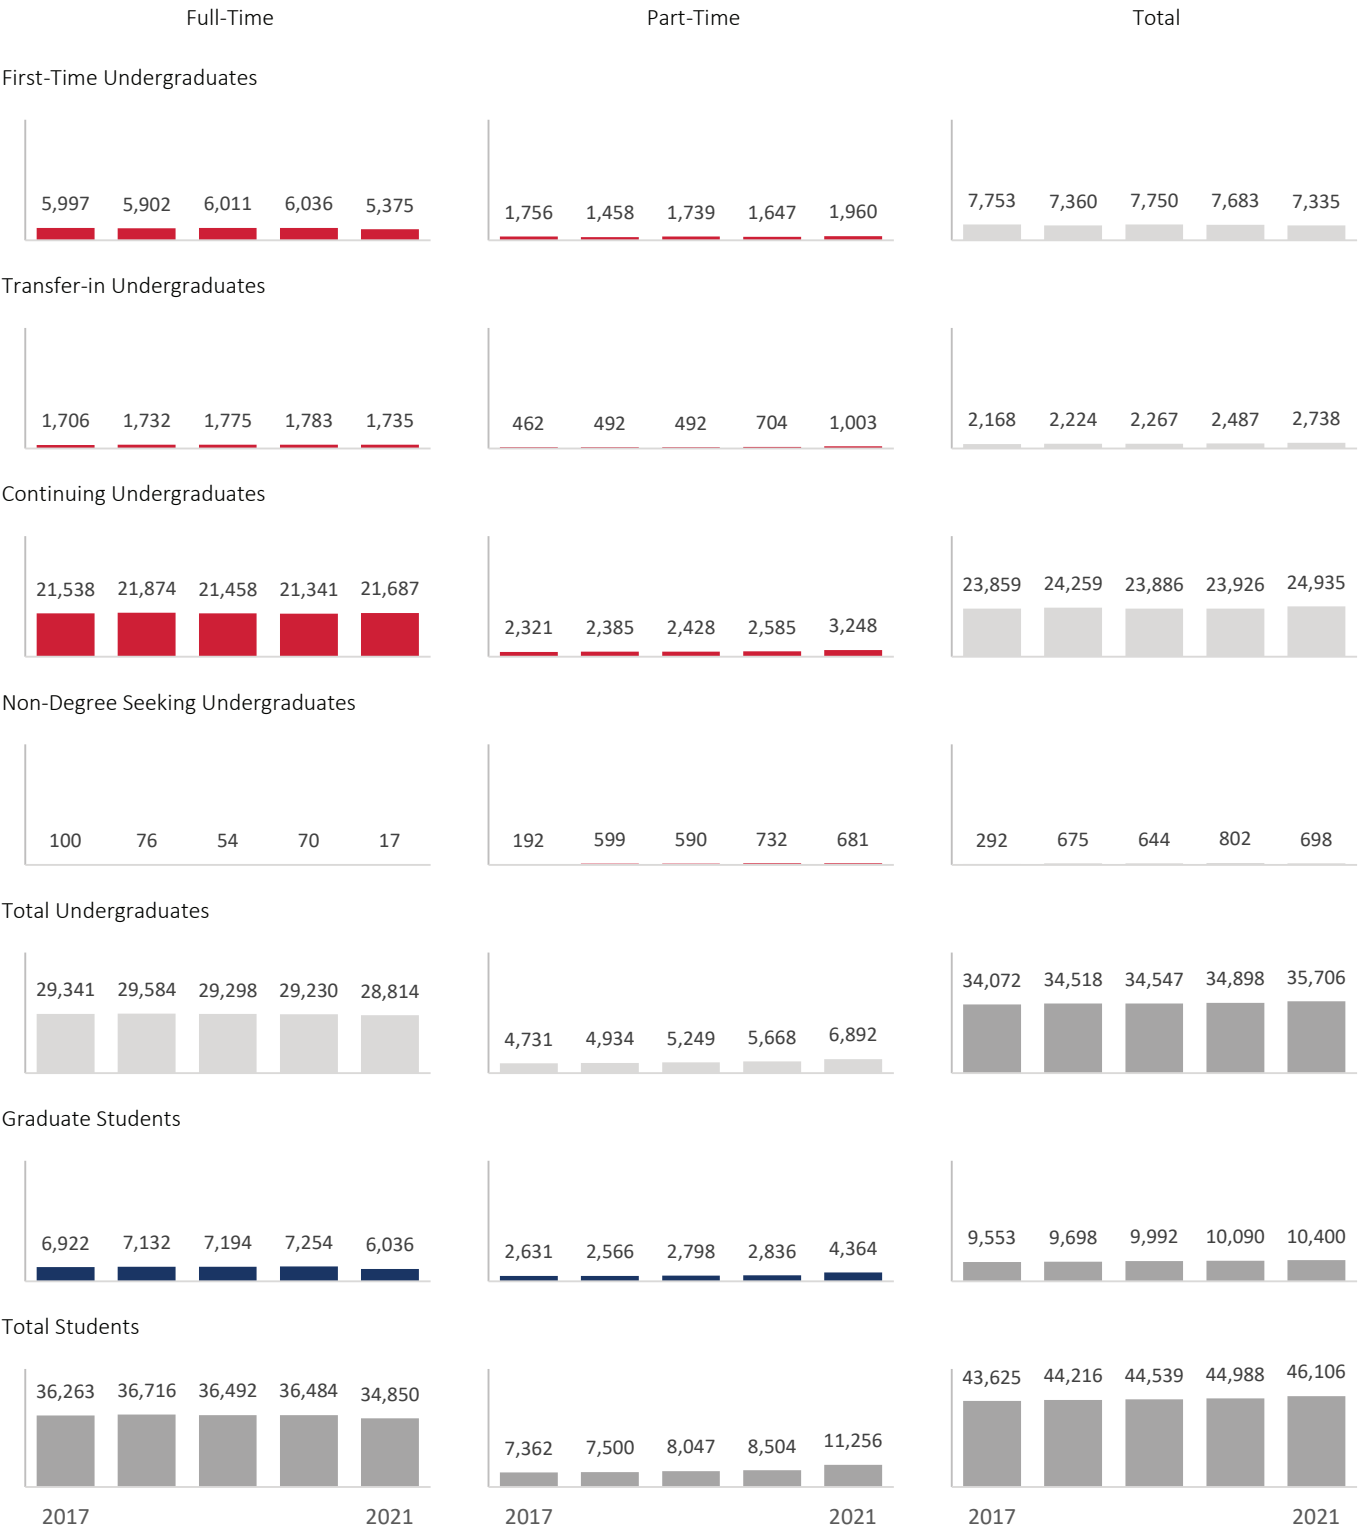 Full-Time Part-Time Total
First-Time Undergraduates
5,997 5,902 6,011 6,036 5,375 1,756 1,458 1,739 1,647 1,960 7,753 7,360 7,750 7,683 7,335
Transfer-in Undergraduates
1,706 1,732 1,775 1,783 1,735 462 492 492 704 1,003 2,168 2,224 2,267 2,487 2,738
Continuing Undergraduates
21,538 21,874 21,458 21,341 21,687 2,321 2,385 2,428 2,585 3,248 23,859 24,259 23,886 23,926 24,935
Non-Degree Seeking Undergraduates
100 76 54 70 17 192 599 590 732 681 292 675 644 802 698
Total Undergraduates
29,341 29,584 29,298 29,230 28,814 4,731 4,934 5,249 5,668 6,892 34,072 34,518 34,547 34,898 35,706
Graduate Students
6,922 7,132 7,194 7,254 6,036 2,631 2,566 2,798 2,836 4,364 9,553 9,698 9,992 10,090 10,400
Total Students
36,263 36,716 36,492 36,484 34,850 7,362 7,500 8,047 8,504 11,256 43,625 44,216 44,539 44,988 46,106
2017 2021 2017 2021 2017 2021